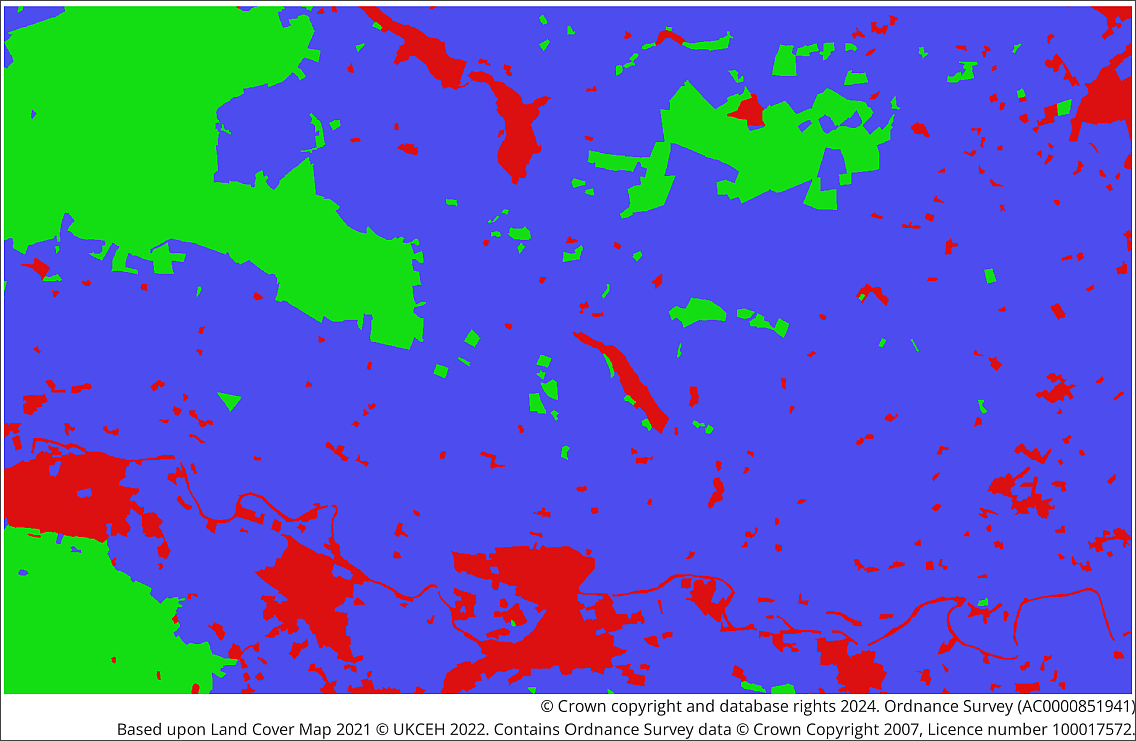 © Crown copyright and database rights 2024. Ordnance Survey (AC0000851941)
Based upon Land Cover Map 2021 © UKCEH 2022. Contains Ordnance Survey data © Crown Copyright 2007, Licence number 100017572.